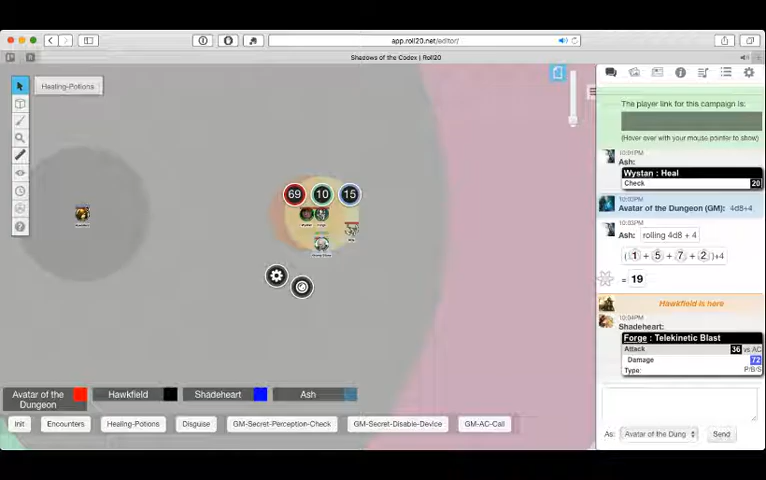 app.roll20.net/editor/
Shadows of the Codex | Roll20
Healing-Potions
69
10
15
The player link for this campaign is:
(Hover over with your mouse pointer to show)
10:01PM
Ash:
Wystan : Heal
Check 20
10:03PM
Avatar of the Dungeon (GM): 4d8+4
10:03PM
Ash: rolling 4d8 + 4
(1 + 5 + 7 + 2)+4
= 19
Hawkfield is here
10:04PM
Shadeheart:
Forge : Telekinetic Blast
Attack 36 vs AC
Damage 72
Type: P/B/S
Avatar of the
Dungeon
Hawkfield
Shadeheart
Ash
Init
Encounters
Healing-Potions
Disguise
GM-Secret-Perception-Check
GM-Secret-Disable-Device
GM-AC-Call
As: Avatar of the Dung
Send